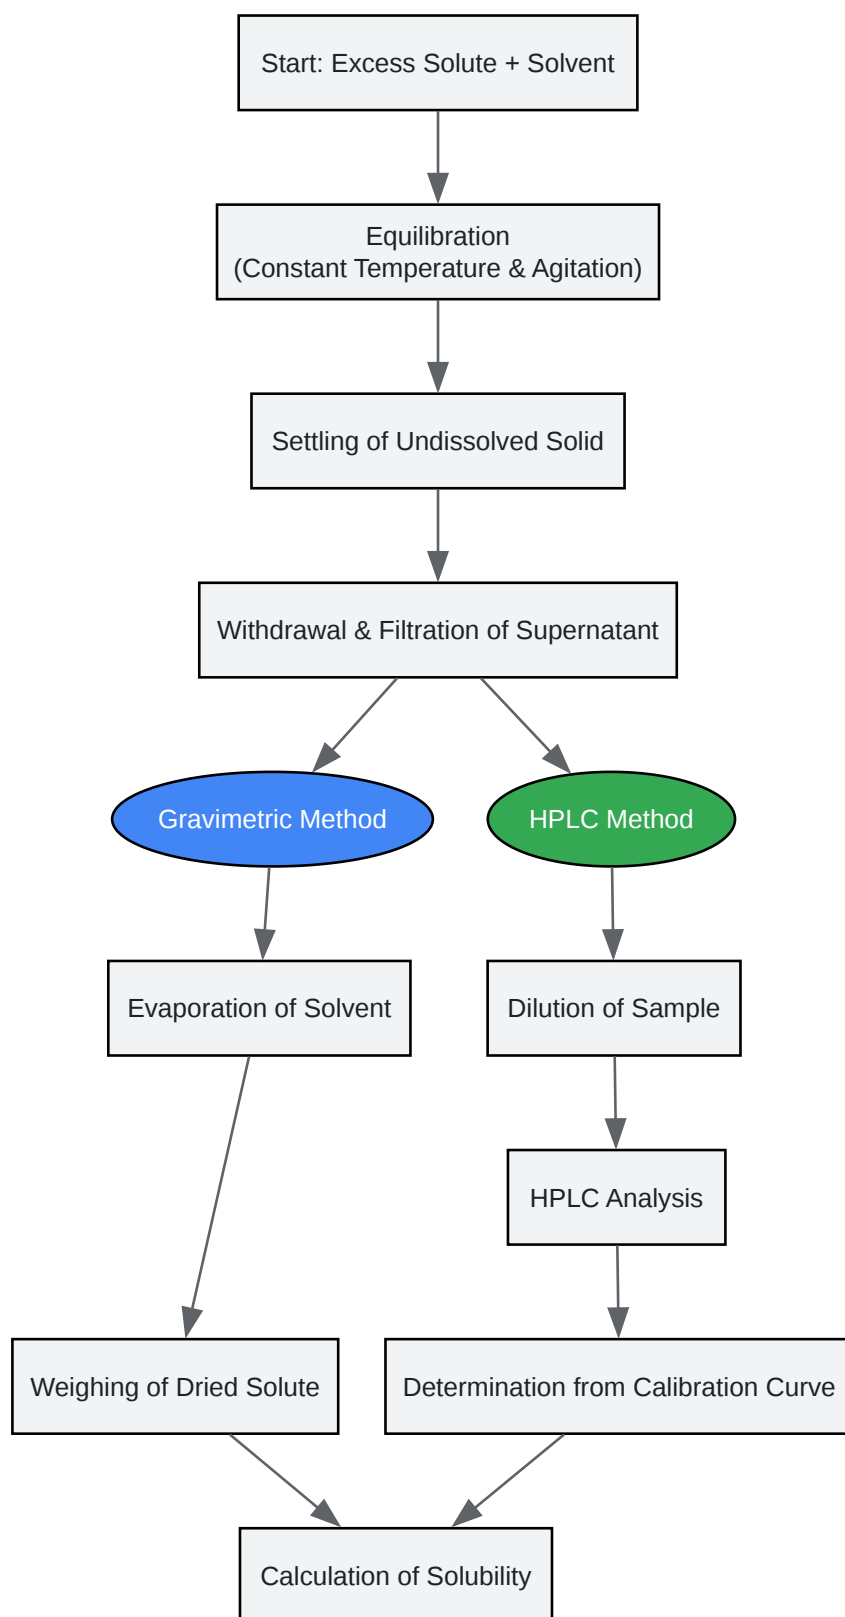 Start: Excess Solute + Solvent
Equilibration
(Constant Temperature & Agitation)
Settling of Undissolved Solid
Withdrawal & Filtration of Supernatant
Gravimetric Method
HPLC Method
Evaporation of Solvent
Dilution of Sample
HPLC Analysis
Weighing of Dried Solute
Determination from Calibration Curve
Calculation of Solubility